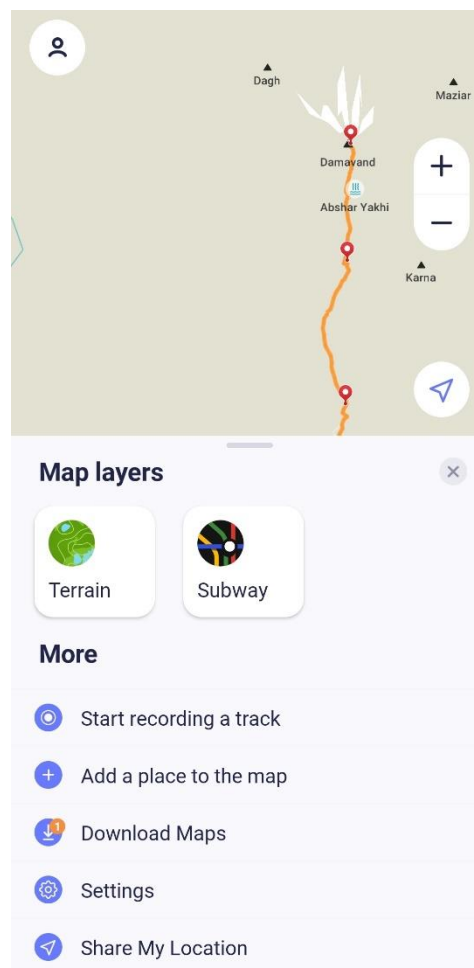 Dagh
Maziar
Damavand
Abshar Yakhi
Karna
Map layers
Terrain
Subway
More
Start recording a track
Add a place to the map
1
Download Maps
Settings
Share My Location